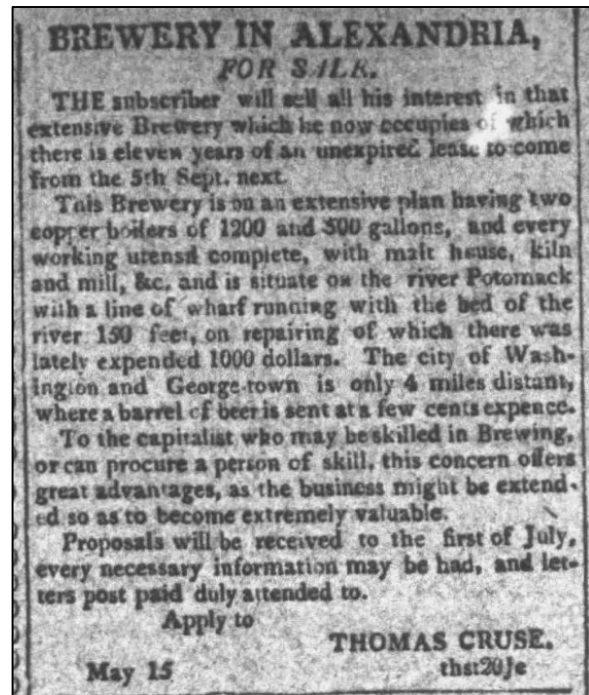 BREWERY IN ALEXANDRIA,
FOR SALE.
THE subscriber will sell all his interest in that
extensive Brewery which he now occupies of which
there is eleven years of an unexpired lease to come
from the 5th Sept. next.
This Brewery is on an extensive plan having two
copper boilers of 1200 and 500 gallons, and every
working utensil complete, with malt house, kiln
and mill, &c. and is situate on the river Potomack
with a line of wharf running with the bed of the
river 150 feet, on repairing of which there was
lately expended 1000 dollars. The city of Wash-
ington and George-town is only 4 miles distant,
where a barrel of beer is sent at a few cents expence.
To the capitalist who may be skilled in Brewing,
or can procure a person of skill, this concern offers
great advantages, as the business might be extend-
ed so as to become extremely valuable.
Proposals will be received to the first of July,
every necessary information may be had, and let-
ters post paid duly attended to.
Apply to
THOMAS CRUSE.
May 15 thst20Je